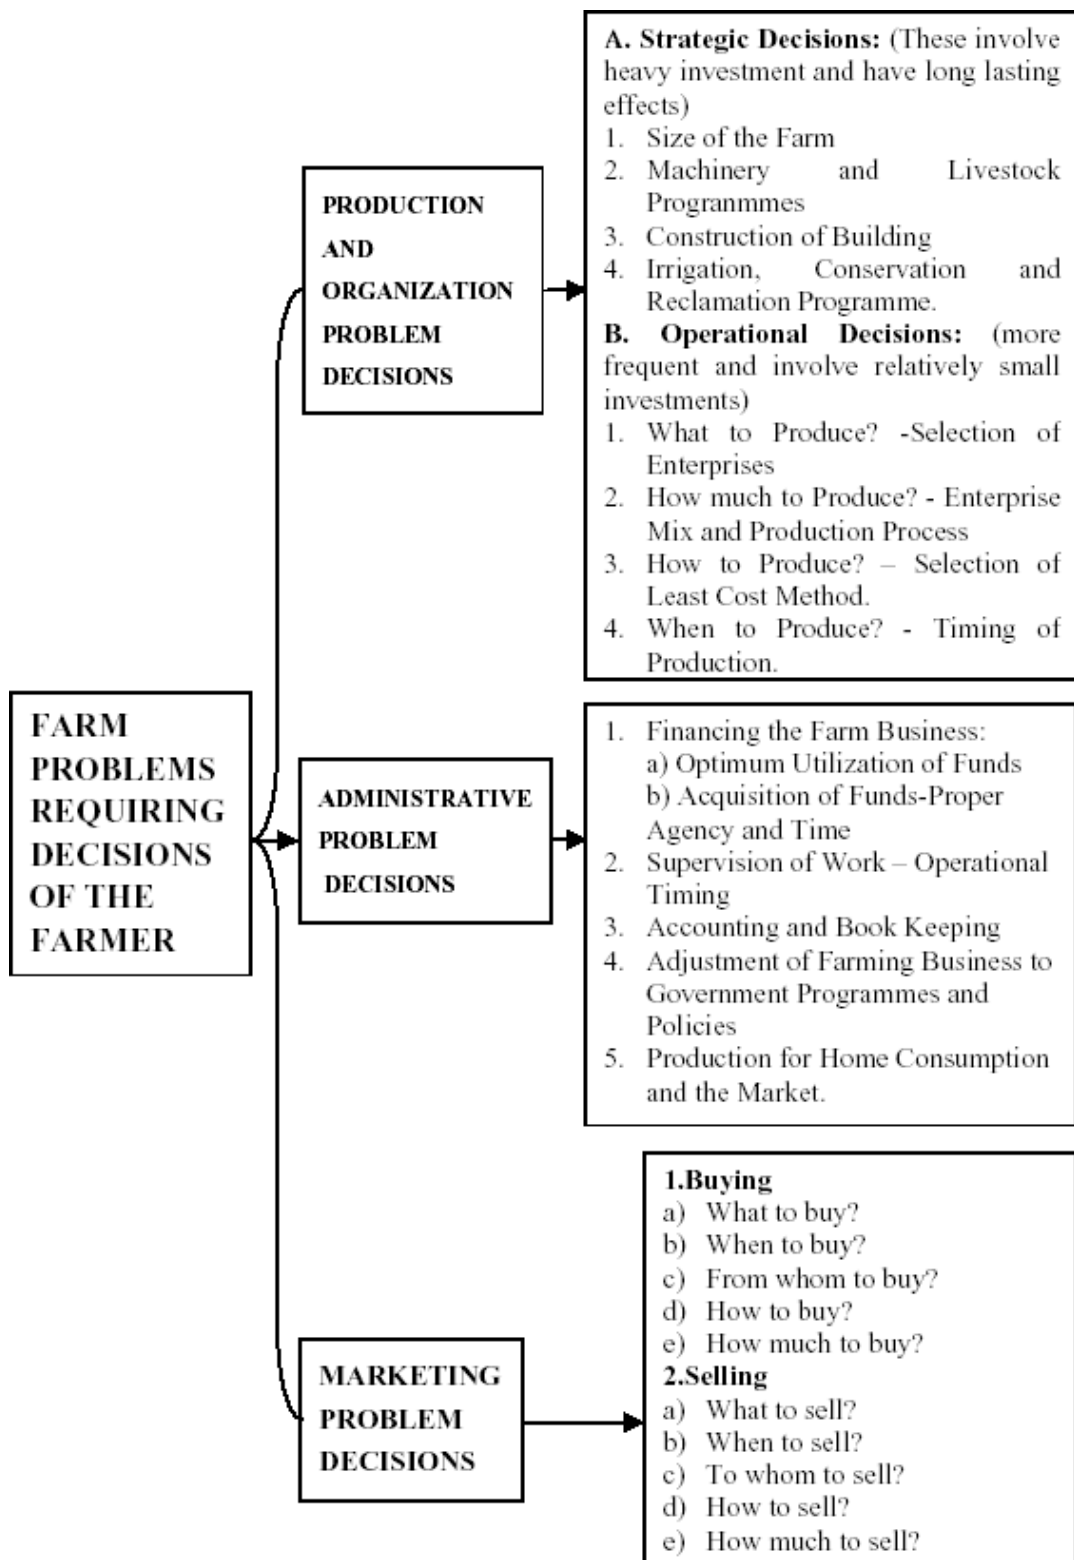 FARM
PROBLEMS
REQUIRING
DECISIONS
OF THE
FARMER
PRODUCTION
AND
ORGANIZATION
PROBLEM
DECISIONS
A. Strategic Decisions: (These involve
heavy investment and have long lasting
effects)
1. Size of the Farm
2. Machinery and Livestock
Progranmmes
3. Construction of Building
4. Irrigation, Conservation and
Reclamation Programme.
B. Operational Decisions: (more
frequent and involve relatively small
investments)
1. What to Produce? -Selection of
Enterprises
2. How much to Produce? - Enterprise
Mix and Production Process
3. How to Produce? – Selection of
Least Cost Method.
4. When to Produce? - Timing of
Production.
ADMINISTRATIVE
PROBLEM
DECISIONS
1. Financing the Farm Business:
a) Optimum Utilization of Funds
b) Acquisition of Funds-Proper
Agency and Time
2. Supervision of Work – Operational
Timing
3. Accounting and Book Keeping
4. Adjustment of Farming Business to
Government Programmes and
Policies
5. Production for Home Consumption
and the Market.
MARKETING
PROBLEM
DECISIONS
1.Buying
a) What to buy?
b) When to buy?
c) From whom to buy?
d) How to buy?
e) How much to buy?
2.Selling
a) What to sell?
b) When to sell?
c) To whom to sell?
d) How to sell?
e) How much to sell?